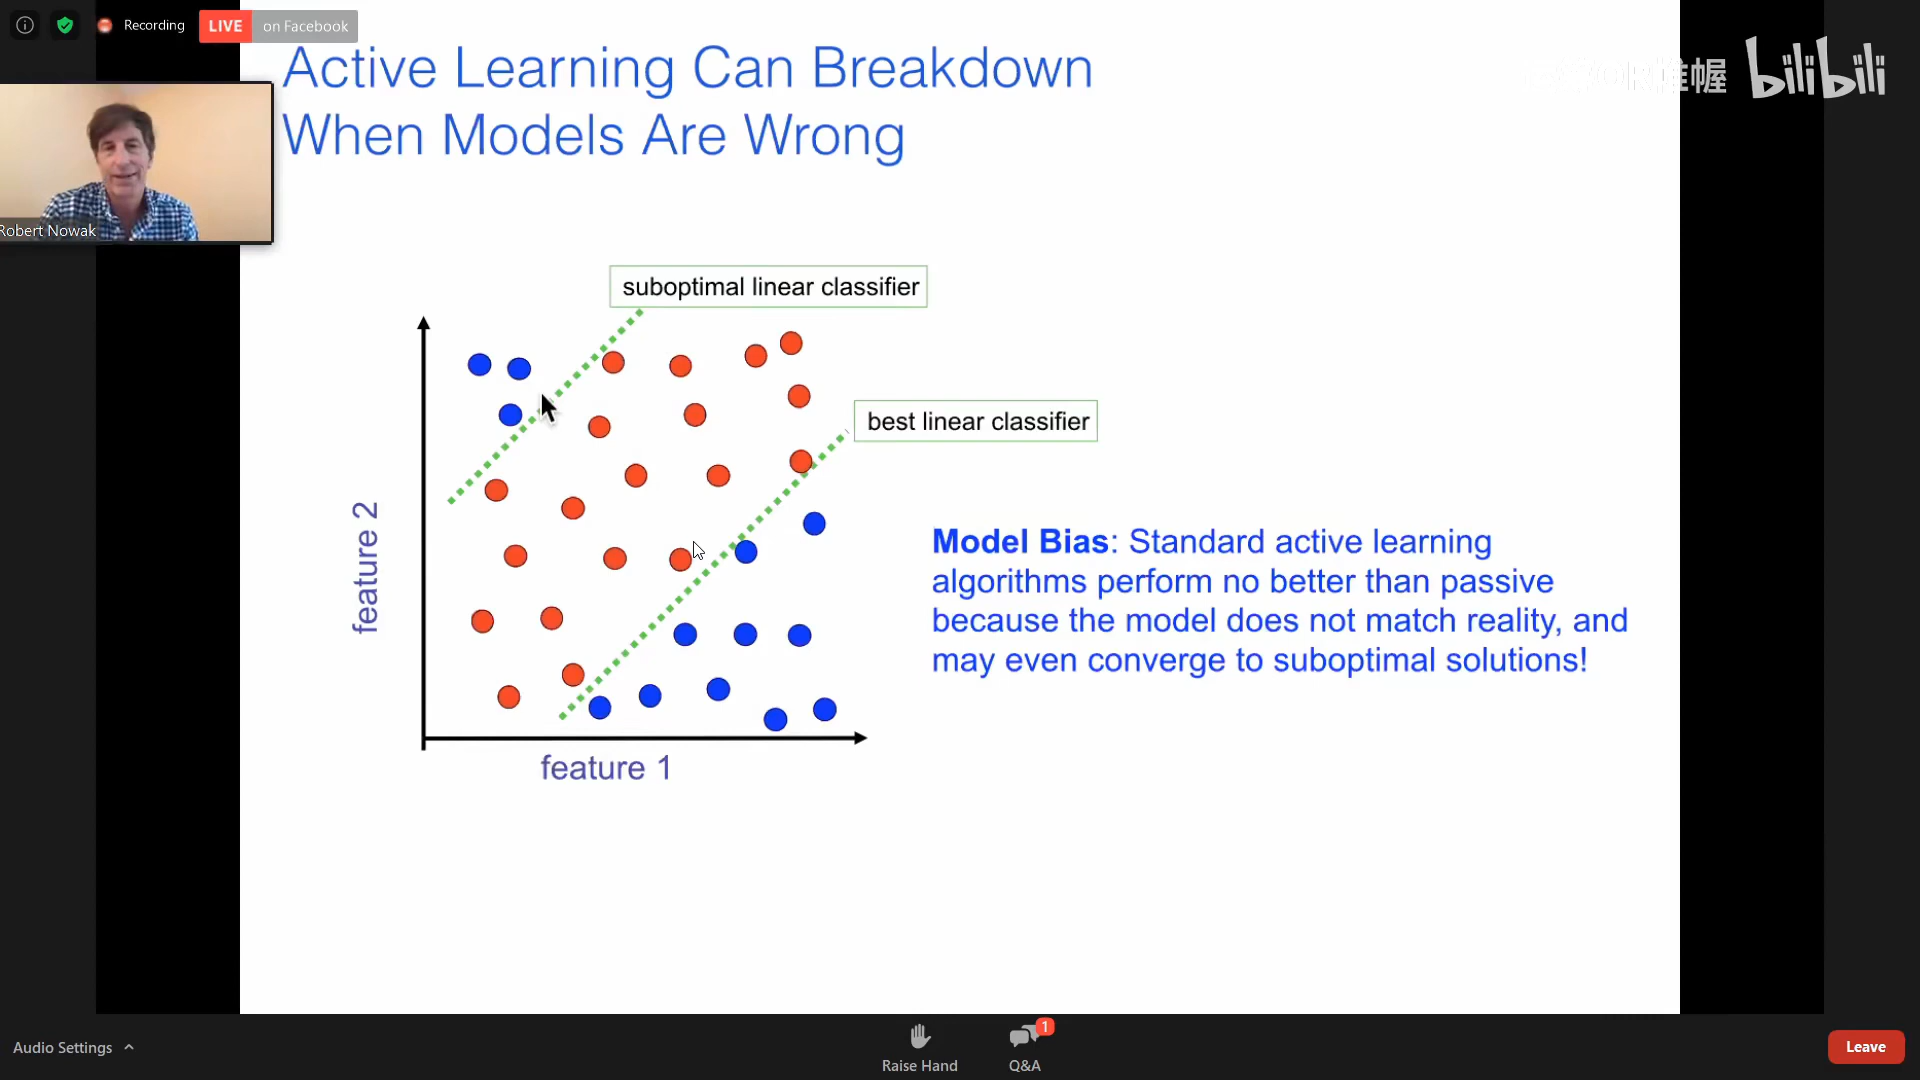 Recording
LIVE on Facebook
Active Learning Can Breakdown
When Models Are Wrong
bilibili
Robert Nowak
suboptimal linear classifier
best linear classifier
feature 2
Model Bias: Standard active learning
algorithms perform no better than passive
because the model does not match reality, and
may even converge to suboptimal solutions!
feature 1
Audio Settings
Raise Hand
1
Q&A
Leave